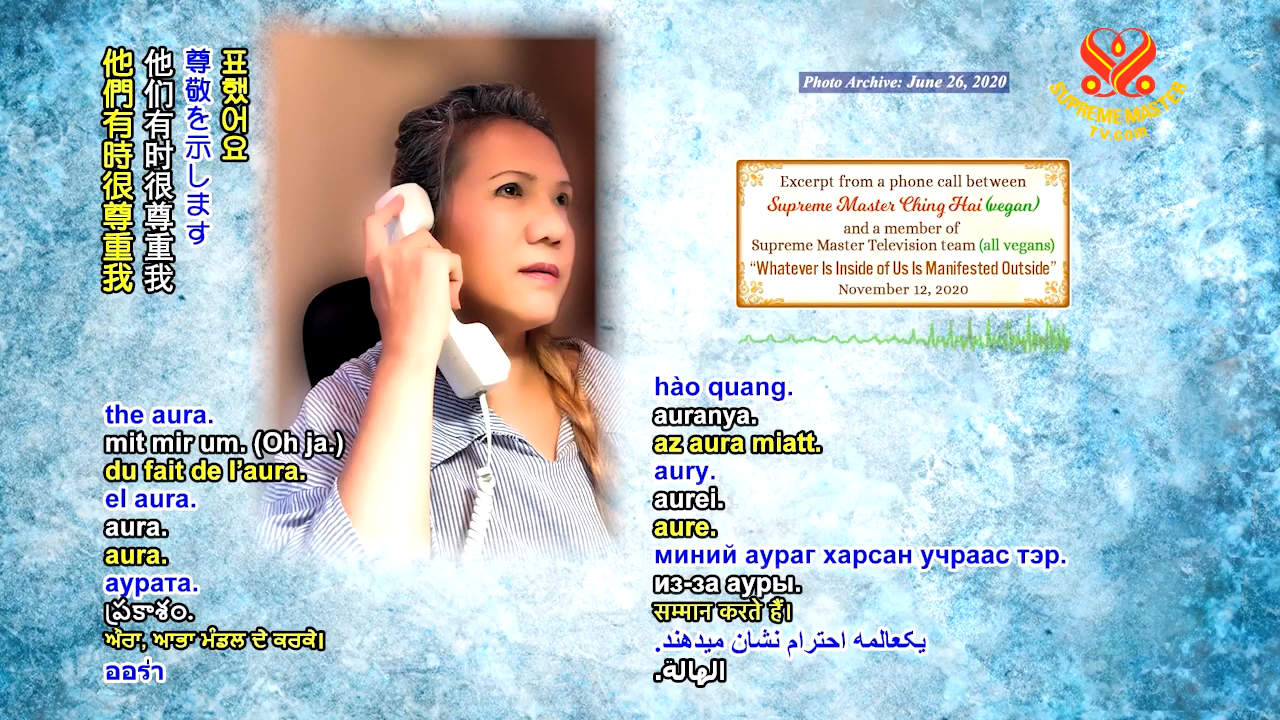 他們有時很尊重我
他们有时很尊重我
尊敬を示します
표했어요
Photo Archive: June 26, 2020
SUPREME MASTER
TV.com
Excerpt from a phone call between
Supreme Master Ching Hai (vegan)
and a member of
Supreme Master Television team (all vegans)
“Whatever Is Inside of Us Is Manifested Outside”
November 12, 2020
the aura.
mit mir um. (Oh ja.)
du fait de l’aura.
el aura.
aura.
aura.
аурата.
ప్రకాశం.
ਔਰਾ, ਆਭਾ ਮੰਡਲ ਦੇ ਕਰਕੇ।
ออร่า
hào quang.
auranya.
az aura miatt.
aury.
aurei.
aure.
миний аураг харсан учраас тэр.
из-за ауры.
सम्मान करते हैं।
یکعالمه احترام نشان میدهند.
الهالة.